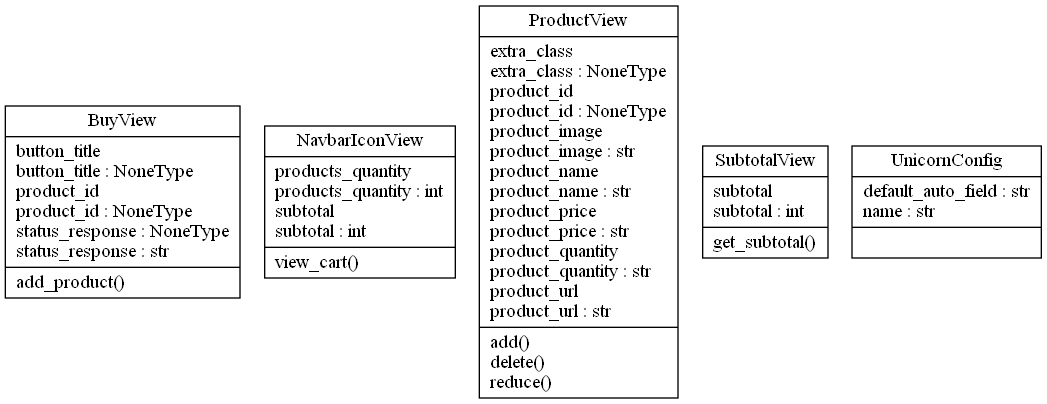 BuyView
button_title
button_title : NoneType
product_id
product_id : NoneType
status_response : NoneType
status_response : str
add_product()
NavbarIconView
products_quantity
products_quantity : int
subtotal
subtotal : int
view_cart()
ProductView
extra_class
extra_class : NoneType
product_id
product_id : NoneType
product_image
product_image : str
product_name
product_name : str
product_price
product_price : str
product_quantity
product_quantity : str
product_url
product_url : str
add()
delete()
reduce()
SubtotalView
subtotal
subtotal : int
get_subtotal()
UnicornConfig
default_auto_field : str
name : str